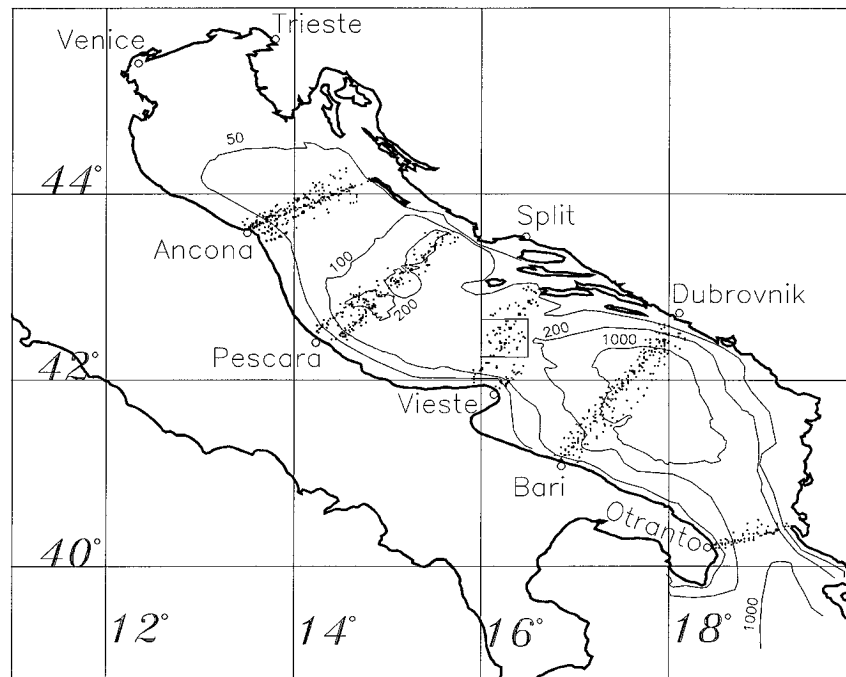 Trieste
Venice
50
44°
Ancona
Split
100
Dubrovnik
200
200
1000
Pescara
42°
Vieste
Bari
Otranto
40°
1000
12°
14°
16°
18°